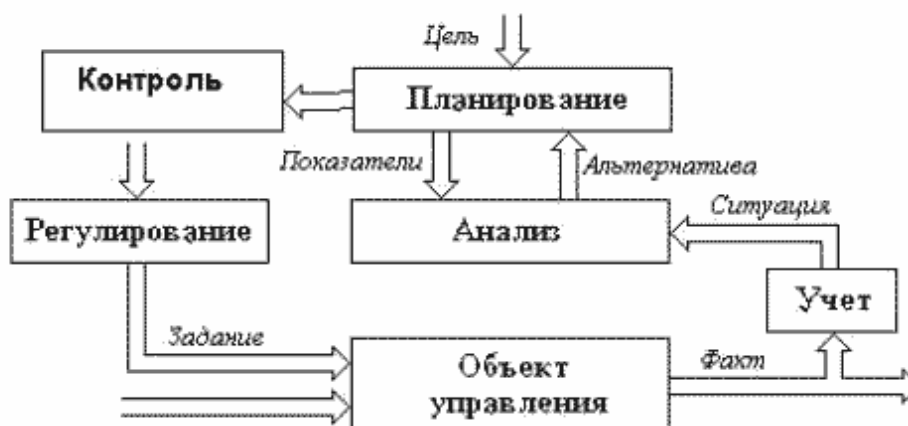 Цель
Контроль
Планирование
Показатели
Альтернатива
Регулирование
Анализ
Ситуация
Учет
Задание
Объект
управления
Факт